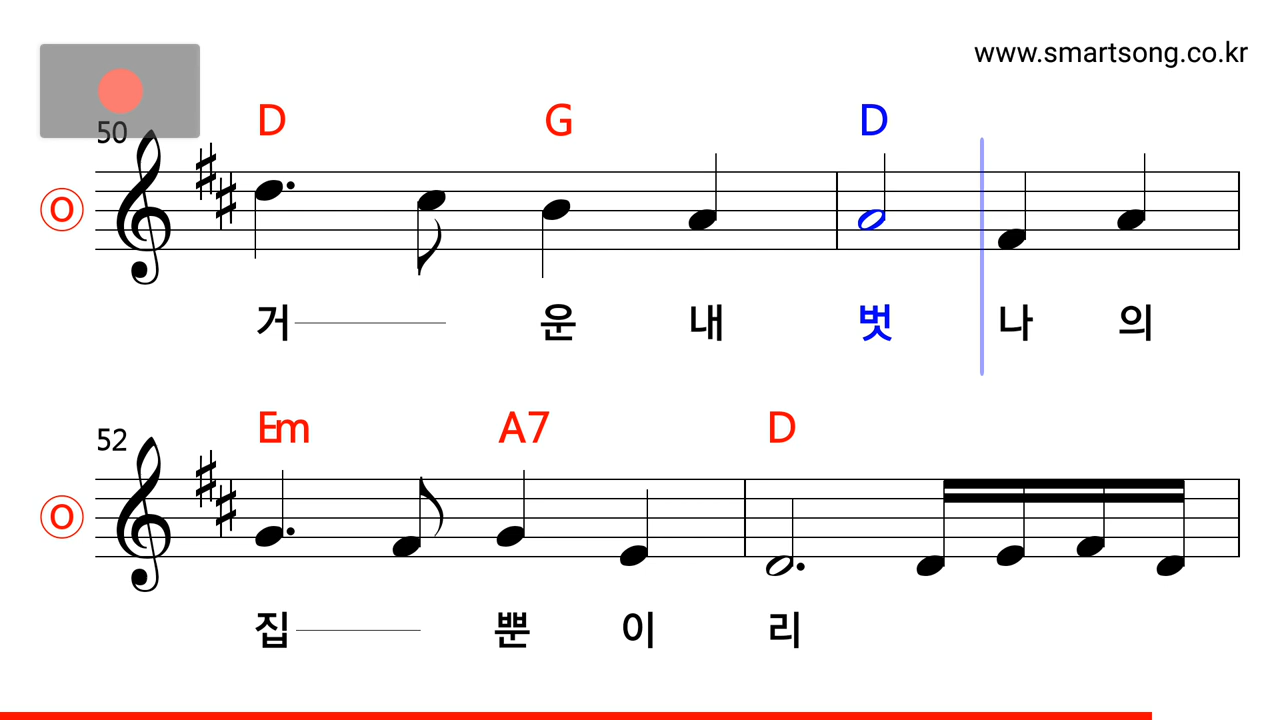 www.smartsong.co.kr
50
D G D
O
거 운 내 벗 나 의
52
Em A7 D
O
집 뿐 이 리